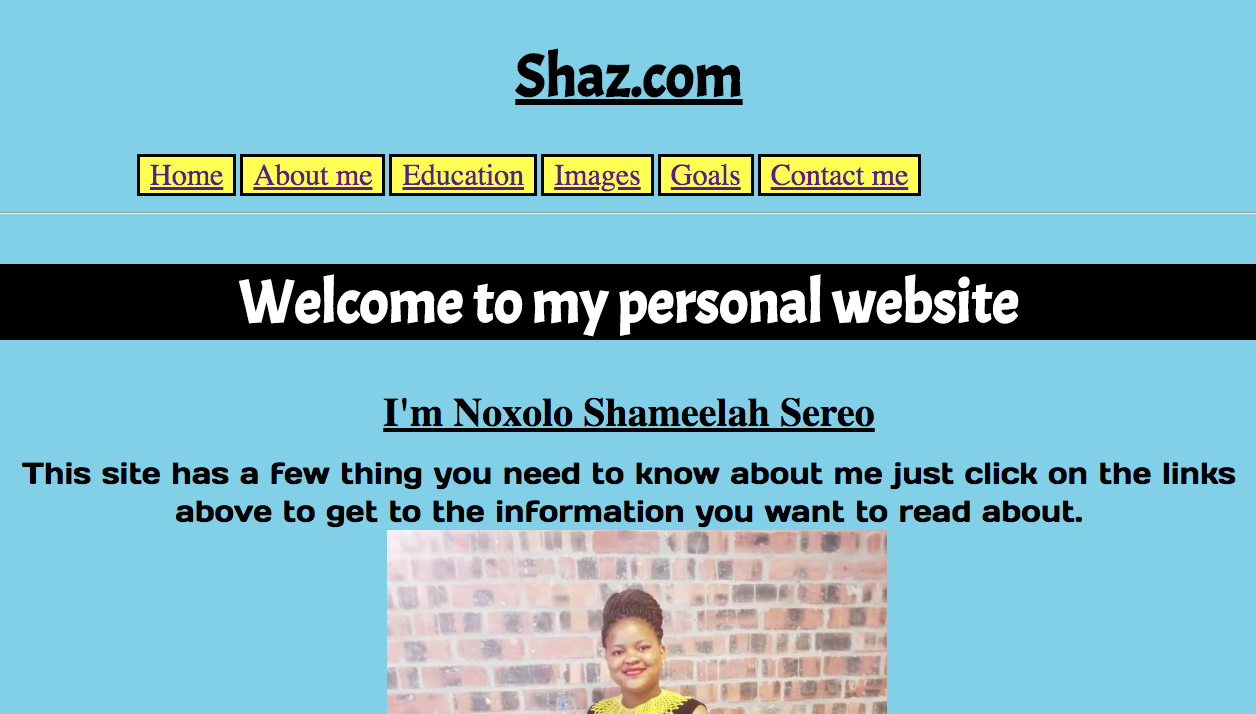 Shaz.com
Home About me Education Images Goals Contact me
Welcome to my personal website
I'm Noxolo Shameelah Sereo
This site has a few thing you need to know about me just click on the links
above to get to the information you want to read about.